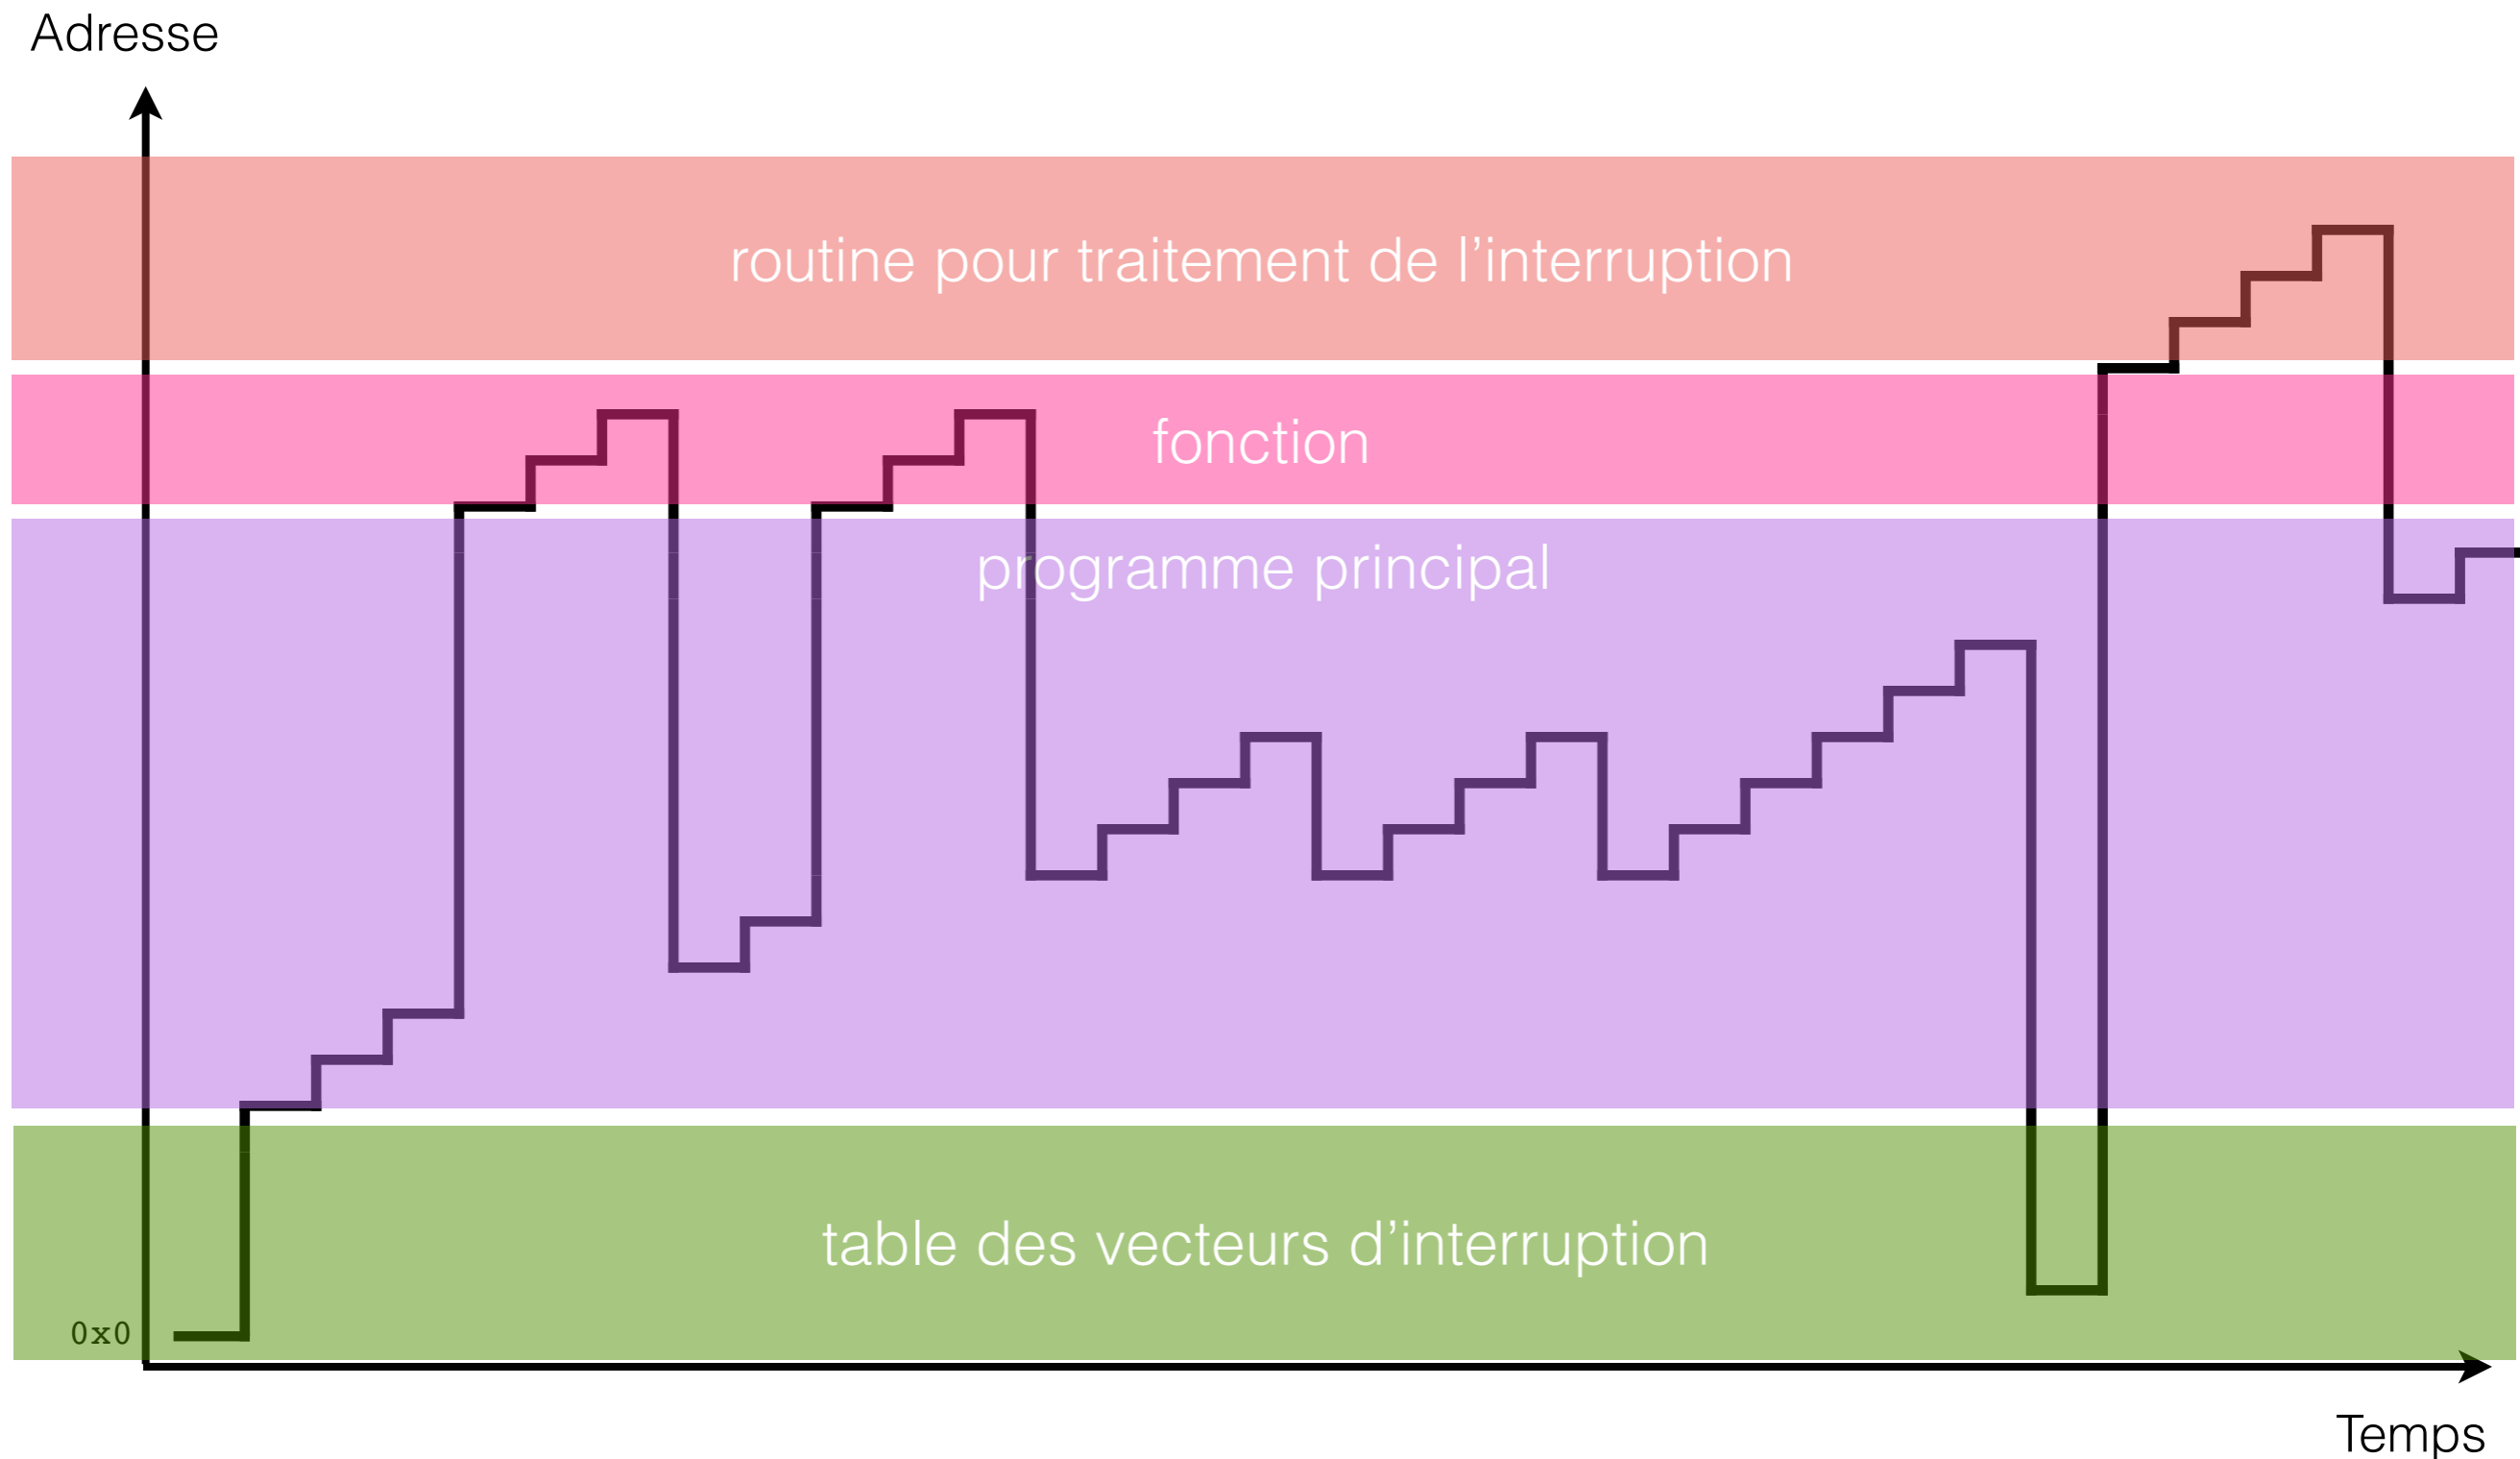 Adresse
routine pour traitement de l’interruption
fonction
programme principal
table des vecteurs d’interruption
0x0
Temps